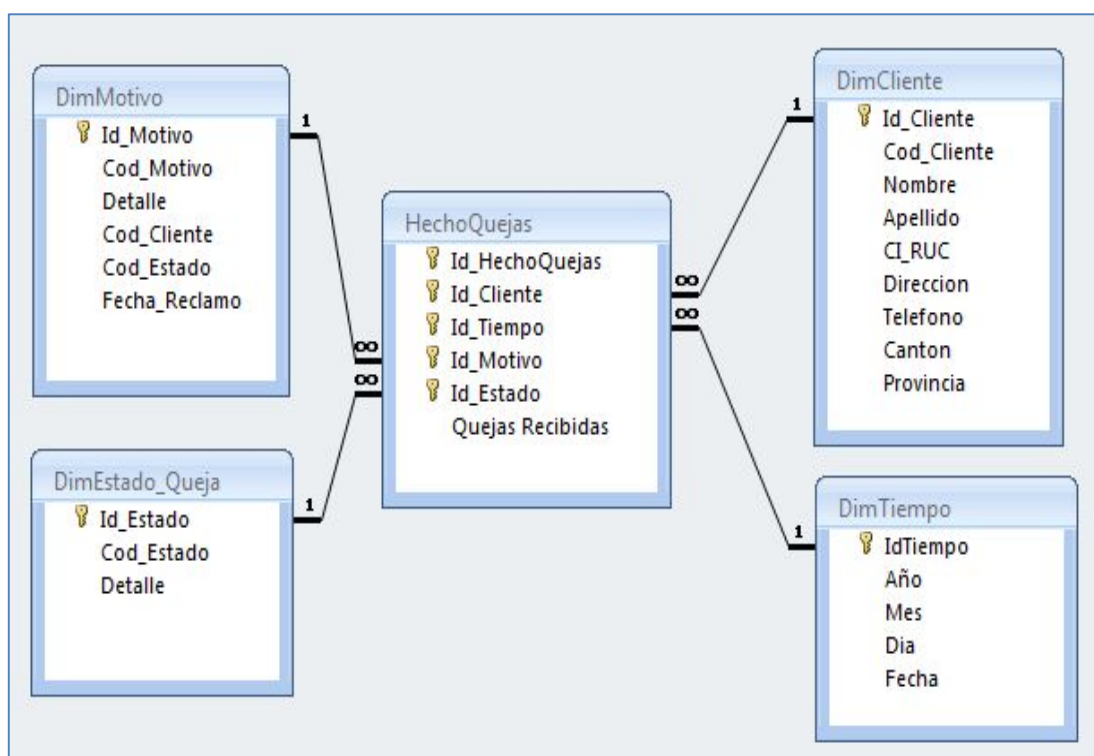 DimMotivo
Id_Motivo
Cod_Motivo
Detalle
Cod_Cliente
Cod_Estado
Fecha_Reclamo
1
∞
DimEstado_Queja
Id_Estado
Cod_Estado
Detalle
1
∞
HechoQuejas
Id_HechoQuejas
Id_Cliente
Id_Tiempo
Id_Motivo
Id_Estado
Quejas Recibidas
DimCliente
Id_Cliente
Cod_Cliente
Nombre
Apellido
CI_RUC
Direccion
Telefono
Canton
Provincia
1
∞
DimTiempo
IdTiempo
Año
Mes
Dia
Fecha
1
∞